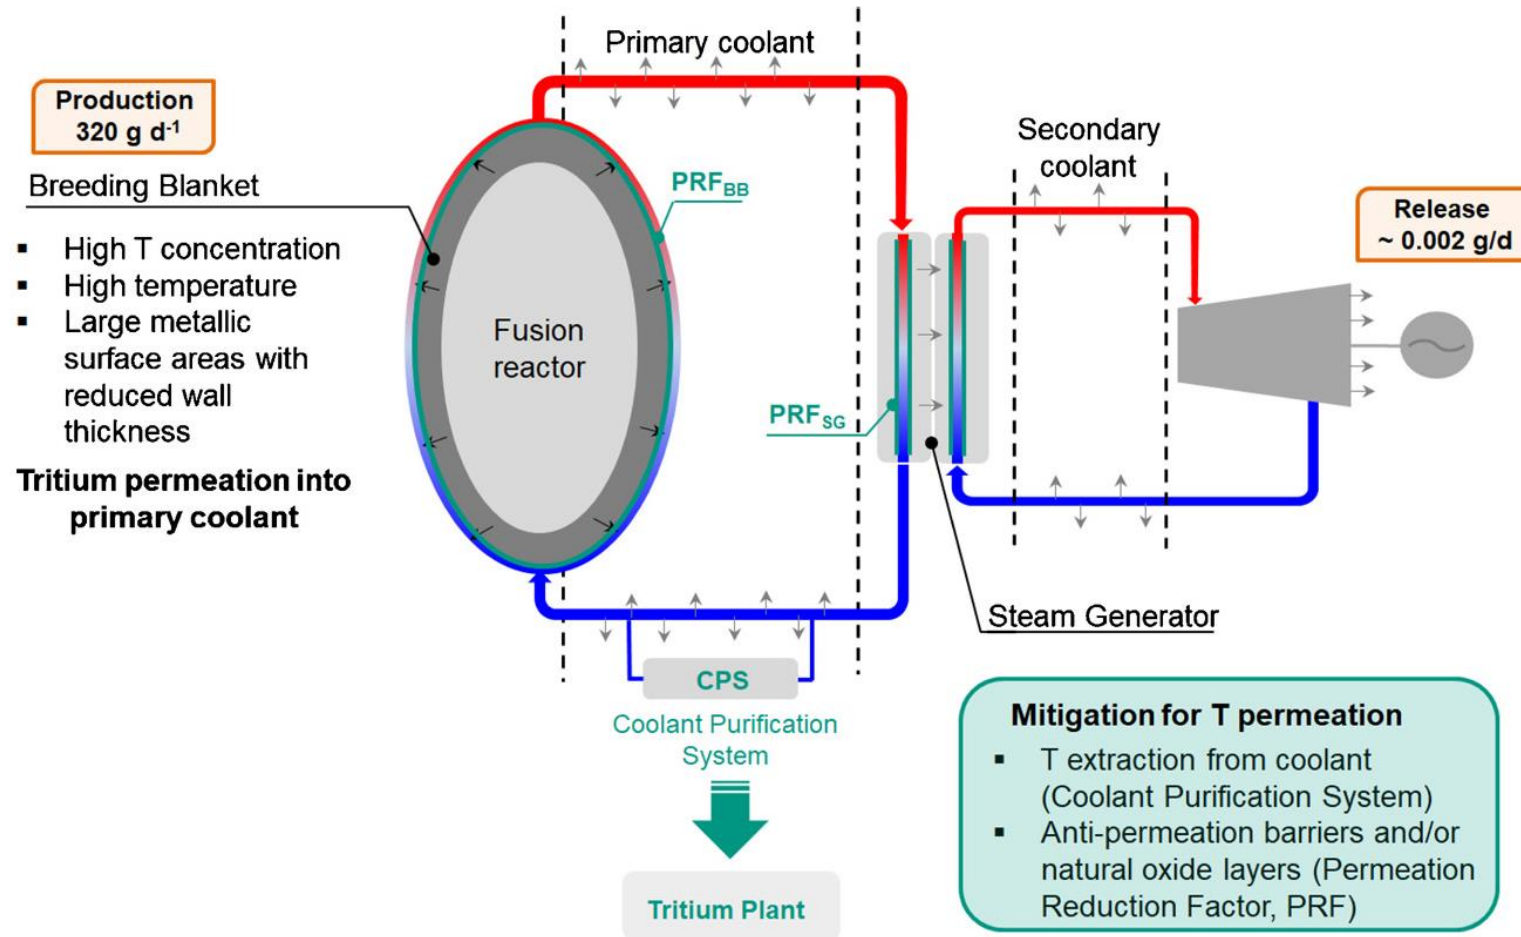 Primary coolant
Production
320 g d⁻¹
Breeding Blanket
▪ High T concentration
▪ High temperature
▪ Large metallic
surface areas with
reduced wall
thickness
Tritium permeation into
primary coolant
PRF_BB
Fusion
reactor
Secondary
coolant
Release
~ 0.002 g/d
PRF_SG
Steam Generator
CPS
Coolant Purification
System
Tritium Plant
Mitigation for T permeation
▪ T extraction from coolant
(Coolant Purification System)
▪ Anti-permeation barriers and/or
natural oxide layers (Permeation
Reduction Factor, PRF)